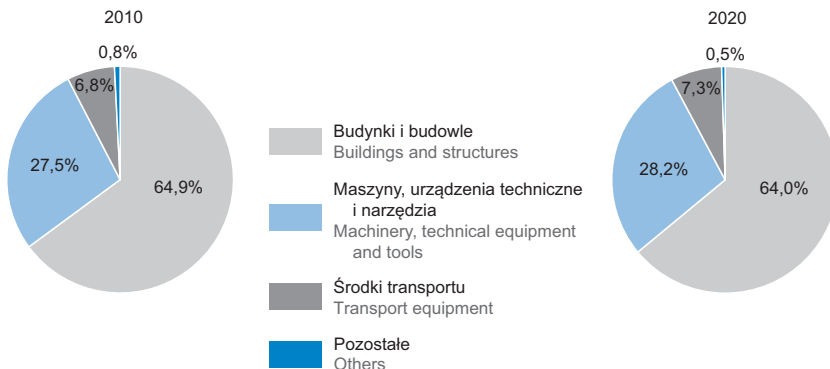 2010
0,8%
6,8%
27,5%
64,9%
Budynki i budowle
Buildings and structures
Maszyny, urządzenia techniczne
i narzędzia
Machinery, technical equipment
and tools
Środki transportu
Transport equipment
Pozostałe
Others
2020
0,5%
7,3%
28,2%
64,0%